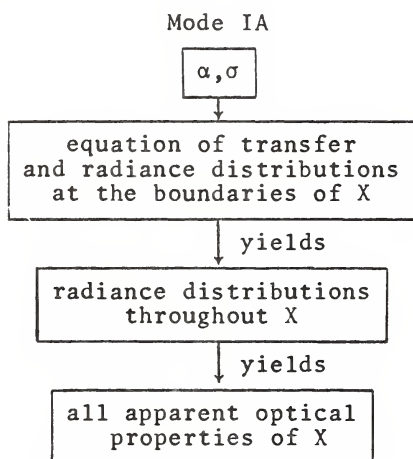 Mode IA
α,σ
equation of transfer
and radiance distributions
at the boundaries of X
yields
radiance distributions
throughout X
yields
all apparent optical
properties of X